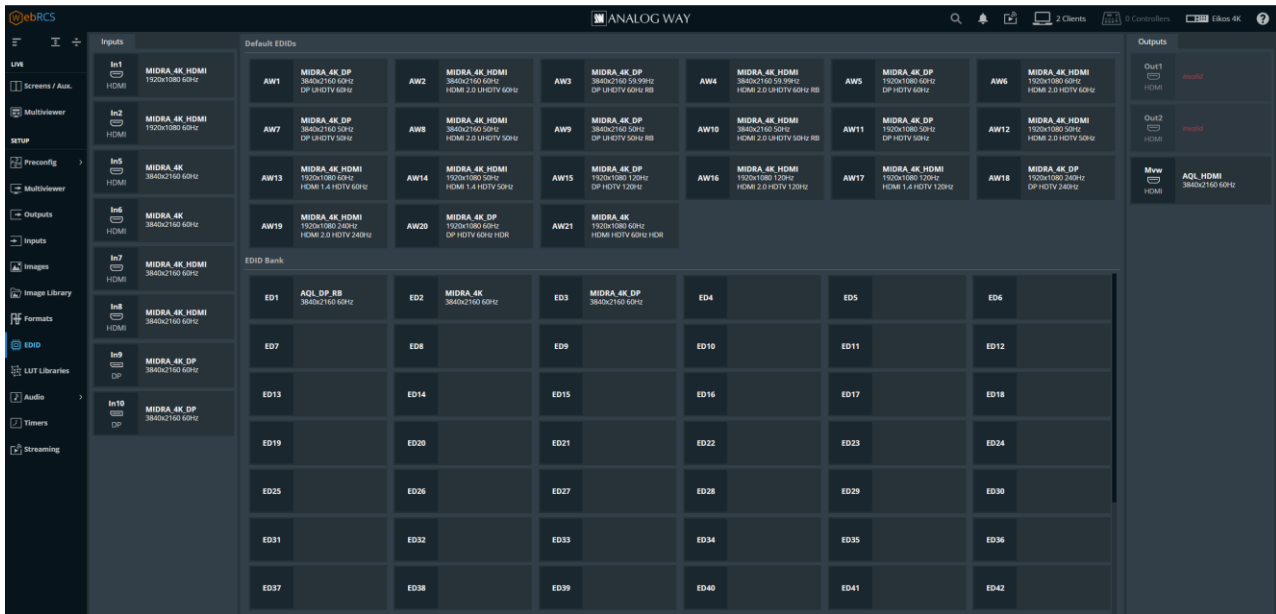 WebRCS
ANALOG WAY
2 Clients
0 Controllers
Eikos 4K
LIVE
Screens / Aux.
Multiviewer
SETUP
Preconfig
Multiviewer
Outputs
Inputs
Images
Image Library
Formats
EDID
LUT Libraries
Audio
Timers
Streaming
Inputs
In1
HDMI
MIDRA_4K_HDMI
1920x1080 60Hz
In2
HDMI
MIDRA_4K_HDMI
1920x1080 60Hz
In5
HDMI
MIDRA_4K
3840x2160 60Hz
In6
HDMI
MIDRA_4K
3840x2160 60Hz
In7
HDMI
MIDRA_4K_HDMI
3840x2160 60Hz
In8
HDMI
MIDRA_4K_HDMI
3840x2160 60Hz
In9
DP
MIDRA_4K_DP
3840x2160 60Hz
In10
DP
MIDRA_4K_DP
3840x2160 60Hz
Default EDIDs
AW1
MIDRA_4K_DP
3840x2160 60Hz
DP UHDTV 60Hz
AW2
MIDRA_4K_HDMI
3840x2160 60Hz
HDMI 2.0 UHDTV 60Hz
AW3
MIDRA_4K_DP
3840x2160 59.99Hz
DP UHDTV 60Hz RB
AW4
MIDRA_4K_HDMI
3840x2160 59.99Hz
HDMI 2.0 UHDTV 60Hz RB
AW5
MIDRA_4K_DP
1920x1080 60Hz
DP HDTV 60Hz
AW6
MIDRA_4K_HDMI
1920x1080 60Hz
HDMI 2.0 HDTV 60Hz
AW7
MIDRA_4K_DP
3840x2160 50Hz
DP UHDTV 50Hz
AW8
MIDRA_4K_HDMI
3840x2160 50Hz
HDMI 2.0 UHDTV 50Hz
AW9
MIDRA_4K_DP
3840x2160 50Hz
DP UHDTV 50Hz RB
AW10
MIDRA_4K_HDMI
3840x2160 50Hz
HDMI 2.0 UHDTV 50Hz RB
AW11
MIDRA_4K_DP
1920x1080 50Hz
DP HDTV 50Hz
AW12
MIDRA_4K_HDMI
1920x1080 50Hz
HDMI 2.0 HDTV 50Hz
AW13
MIDRA_4K_HDMI
1920x1080 60Hz
HDMI 1.4 HDTV 60Hz
AW14
MIDRA_4K_HDMI
1920x1080 50Hz
HDMI 1.4 HDTV 50Hz
AW15
MIDRA_4K_DP
1920x1080 120Hz
DP HDTV 120Hz
AW16
MIDRA_4K_HDMI
1920x1080 120Hz
HDMI 2.0 HDTV 120Hz
AW17
MIDRA_4K_HDMI
1920x1080 120Hz
HDMI 1.4 HDTV 120Hz
AW18
MIDRA_4K_DP
1920x1080 240Hz
DP HDTV 240Hz
AW19
MIDRA_4K_HDMI
1920x1080 240Hz
HDMI 2.0 HDTV 240Hz
AW20
MIDRA_4K_DP
1920x1080 60Hz
DP HDTV 60Hz HDR
AW21
MIDRA_4K
1920x1080 60Hz
HDMI HDTV 60Hz HDR
EDID Bank
ED1
AQL_DP_RB
3840x2160 60Hz
ED2
MIDRA_4K
3840x2160 60Hz
ED3
MIDRA_4K_DP
3840x2160 60Hz
ED4
ED5
ED6
ED7
ED8
ED9
ED10
ED11
ED12
ED13
ED14
ED15
ED16
ED17
ED18
ED19
ED20
ED21
ED22
ED23
ED24
ED25
ED26
ED27
ED28
ED29
ED30
ED31
ED32
ED33
ED34
ED35
ED36
ED37
ED38
ED39
ED40
ED41
ED42
Outputs
Out1
HDMI
Invalid
Out2
HDMI
Invalid
Mvw
HDMI
AQL_HDMI
3840x2160 60Hz